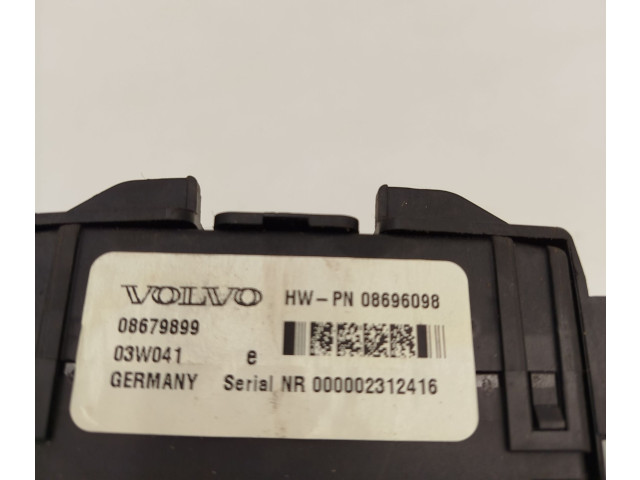 VOLVO HW-PN 08696098
08679899
03W041 e
GERMANY Serial NR 000002312416